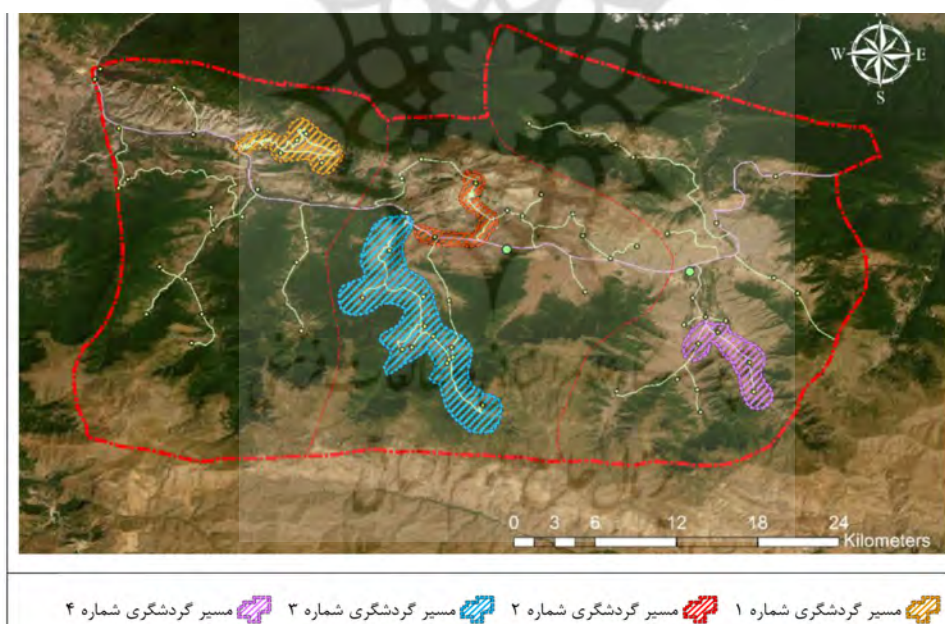 N
W E
S
0 3 6 12 18 24
Kilometers
مسیر گردشگری شماره ۱ مسیر گردشگری شماره ۲ مسیر گردشگری شماره ۳ مسیر گردشگری شماره ۴